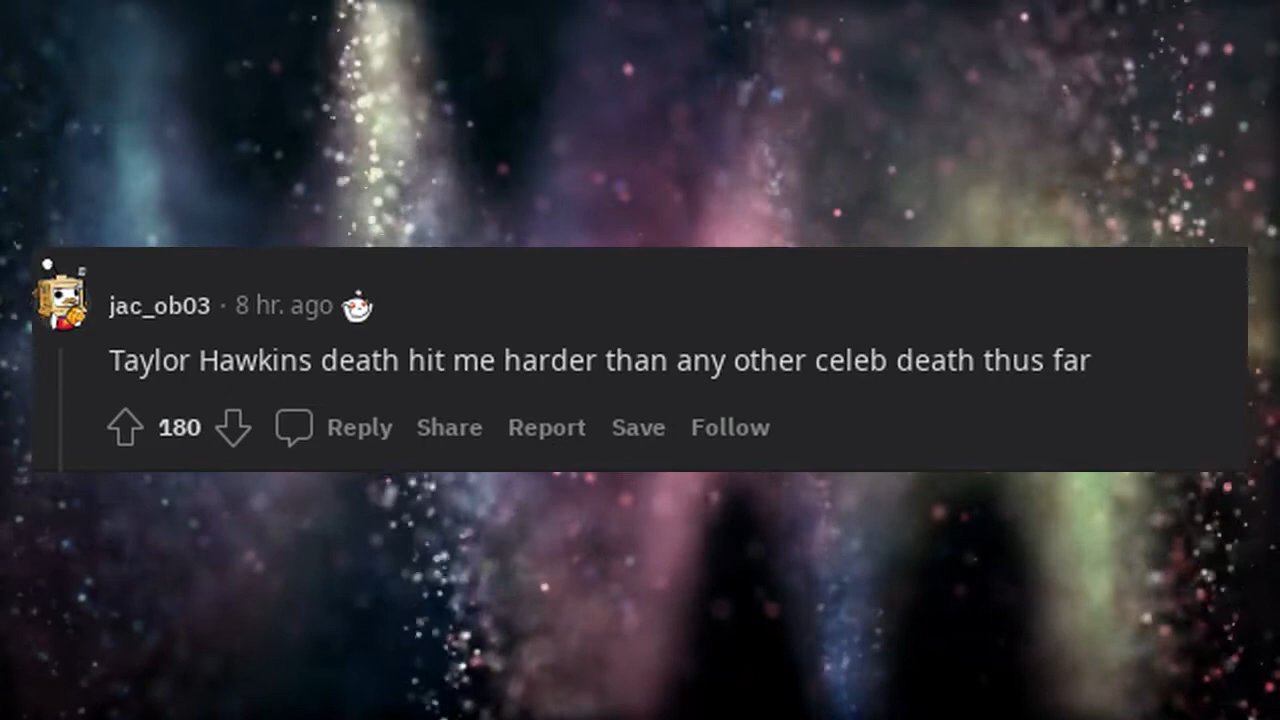 jac_ob03 · 8 hr. ago
Taylor Hawkins death hit me harder than any other celeb death thus far
180 Reply Share Report Save Follow